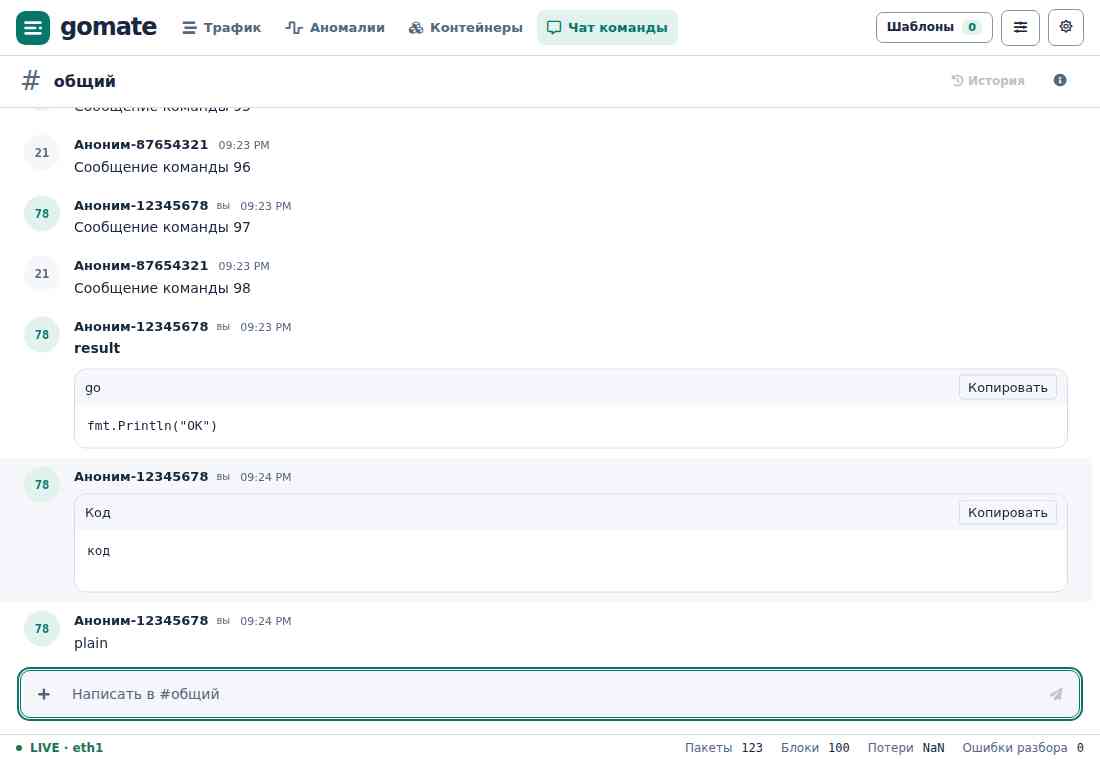 gomate
Трафик
Аномалии
Контейнеры
Чат команды
Шаблоны 0
# общий
История
Сообщение команды 95
21
Аноним-87654321 09:23 PM
Сообщение команды 96
78
Аноним-12345678 вы 09:23 PM
Сообщение команды 97
21
Аноним-87654321 09:23 PM
Сообщение команды 98
78
Аноним-12345678 вы 09:23 PM
result
go
Копировать
fmt.Println("OK")
78
Аноним-12345678 вы 09:24 PM
Код
Копировать
код
78
Аноним-12345678 вы 09:24 PM
plain
+ Написать в #общий
LIVE · eth1
Пакеты 123
Блоки 100
Потери NaN
Ошибки разбора 0